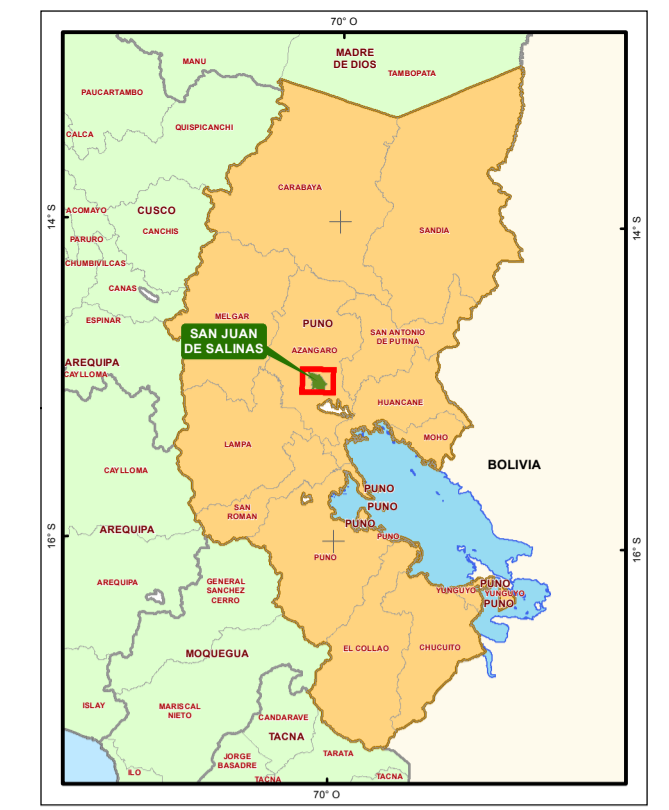 70° O
MADRE
DE DIOS
MANU
TAMBOPATA
PAUCARTAMBO
QUISPICANCHI
CALCA
CARABAYA
ACOMAYO
CUSCO
14° S
14° S
CANCHIS
SANDIA
PARURO
CHUMBIVILCAS
CANAS
ESPINAR
MELGAR
PUNO
SAN ANTONIO
DE PUTINA
SAN JUAN
DE SALINAS
AZANGARO
AREQUIPA
CAYLLOMA
HUANCANE
MOHO
LAMPA
BOLIVIA
CAYLLOMA
PUNO
SAN
ROMAN
PUNO
PUNO
AREQUIPA
PUNO
16° S
16° S
PUNO
AREQUIPA
GENERAL
SANCHEZ
CERRO
YUNGUYO
PUNO
YUNGUYO
PUNO
MOQUEGUA
EL COLLAO
CHUCUITO
ISLAY
MARISCAL
NIETO
CANDARAVE
TACNA
JORGE
BASADRE
TARATA
ILO
TACNA
TACNA
70° O